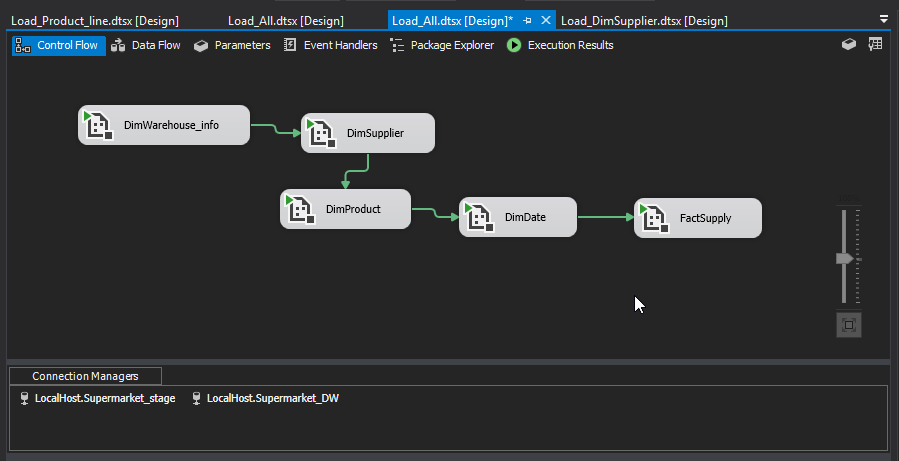 Load_Product_line.dtsx [Design]
Load_All.dtsx [Design]
Load_All.dtsx [Design]*
Load_DimSupplier.dtsx [Design]
Control Flow
Data Flow
Parameters
Event Handlers
Package Explorer
Execution Results
DimWarehouse_info
DimSupplier
DimProduct
DimDate
FactSupply
Connection Managers
LocalHost.Supermarket_stage
LocalHost.Supermarket_DW